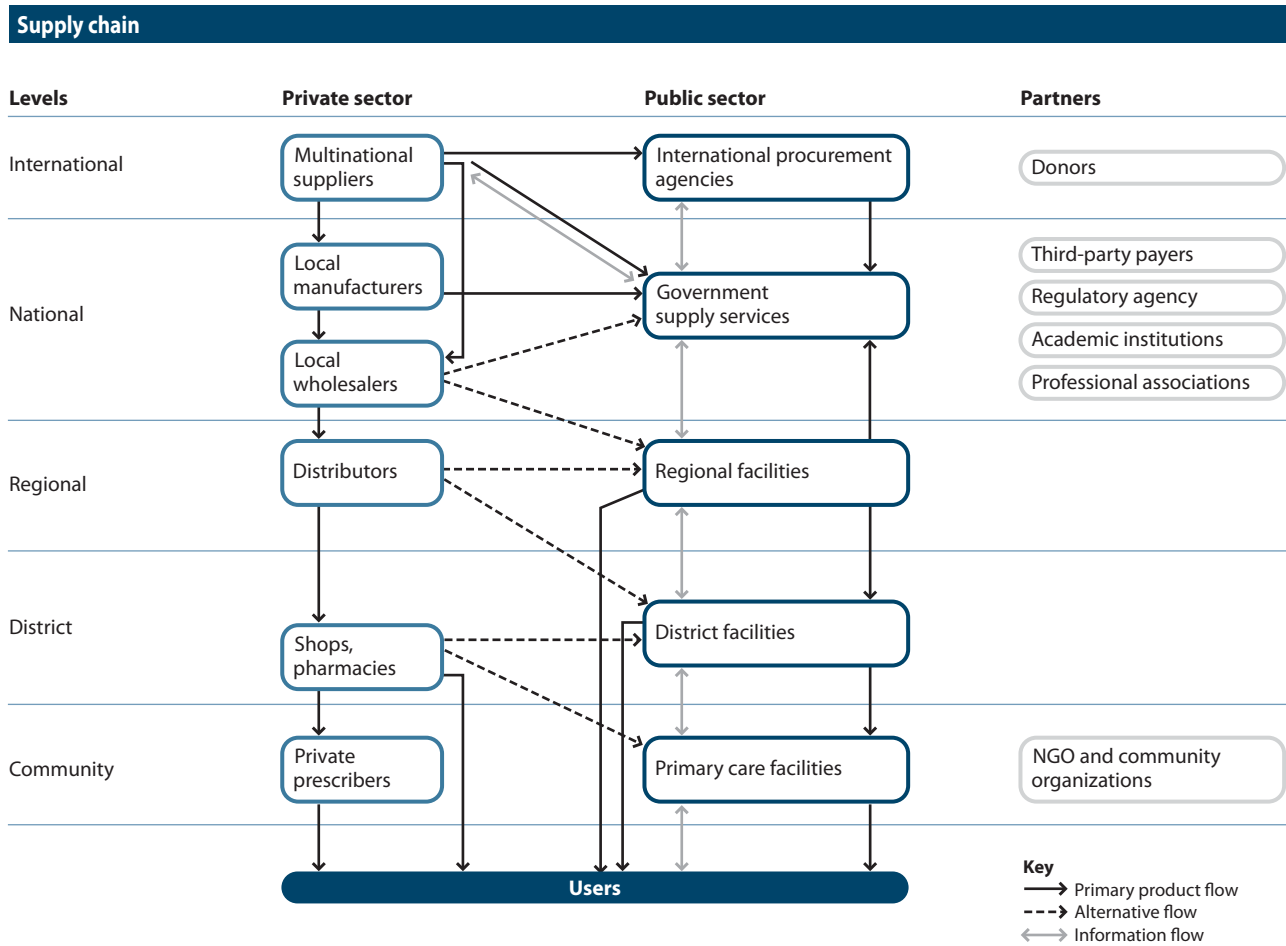 Supply chain
Levels
Private sector
Public sector
Partners
International
Multinational
suppliers
International procurement
agencies
Donors
National
Local
manufacturers
Government
supply services
Third-party payers
Regulatory agency
Academic institutions
Professional associations
Local
wholesalers
Regional
Distributors
Regional facilities
District
Shops,
pharmacies
District facilities
Community
Private
prescribers
Primary care facilities
NGO and community
organizations
Users
Key
Primary product flow
Alternative flow
Information flow